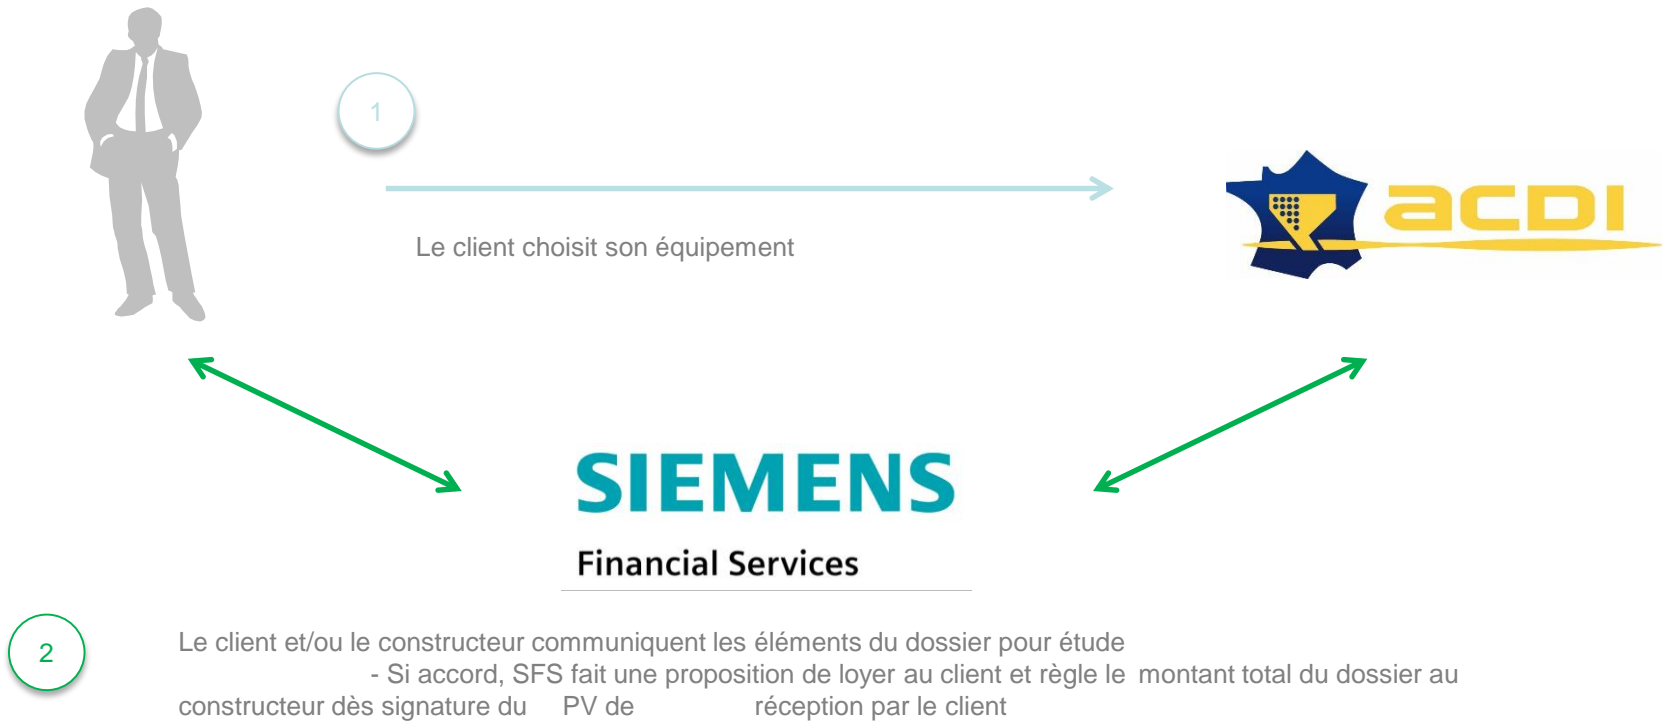 1
acdi
Le client choisit son équipement
SIEMENS
Financial Services
2
Le client et/ou le constructeur communiquent les éléments du dossier pour étude
- Si accord, SFS fait une proposition de loyer au client et règle le montant total du dossier au
constructeur dès signature du PV de réception par le client